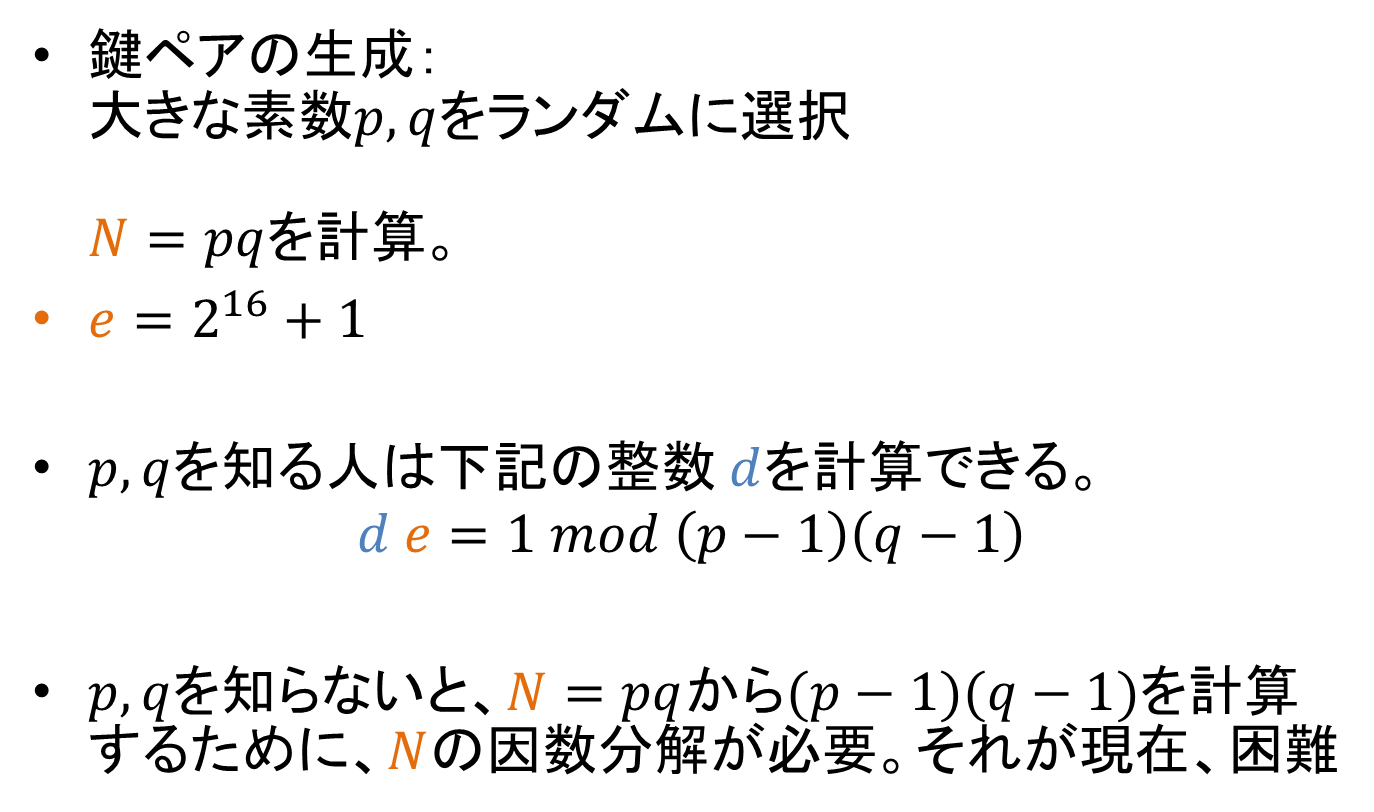 • 鍵ペアの生成：
大きな素数p, qをランダムに選択
N = pqを計算。
• e = 2^16 + 1
• p, qを知る人は下記の整数 dを計算できる。
d e = 1 mod (p − 1)(q − 1)
• p, qを知らないと、N = pqから(p − 1)(q − 1)を計算
するために、Nの因数分解が必要。それが現在、困難